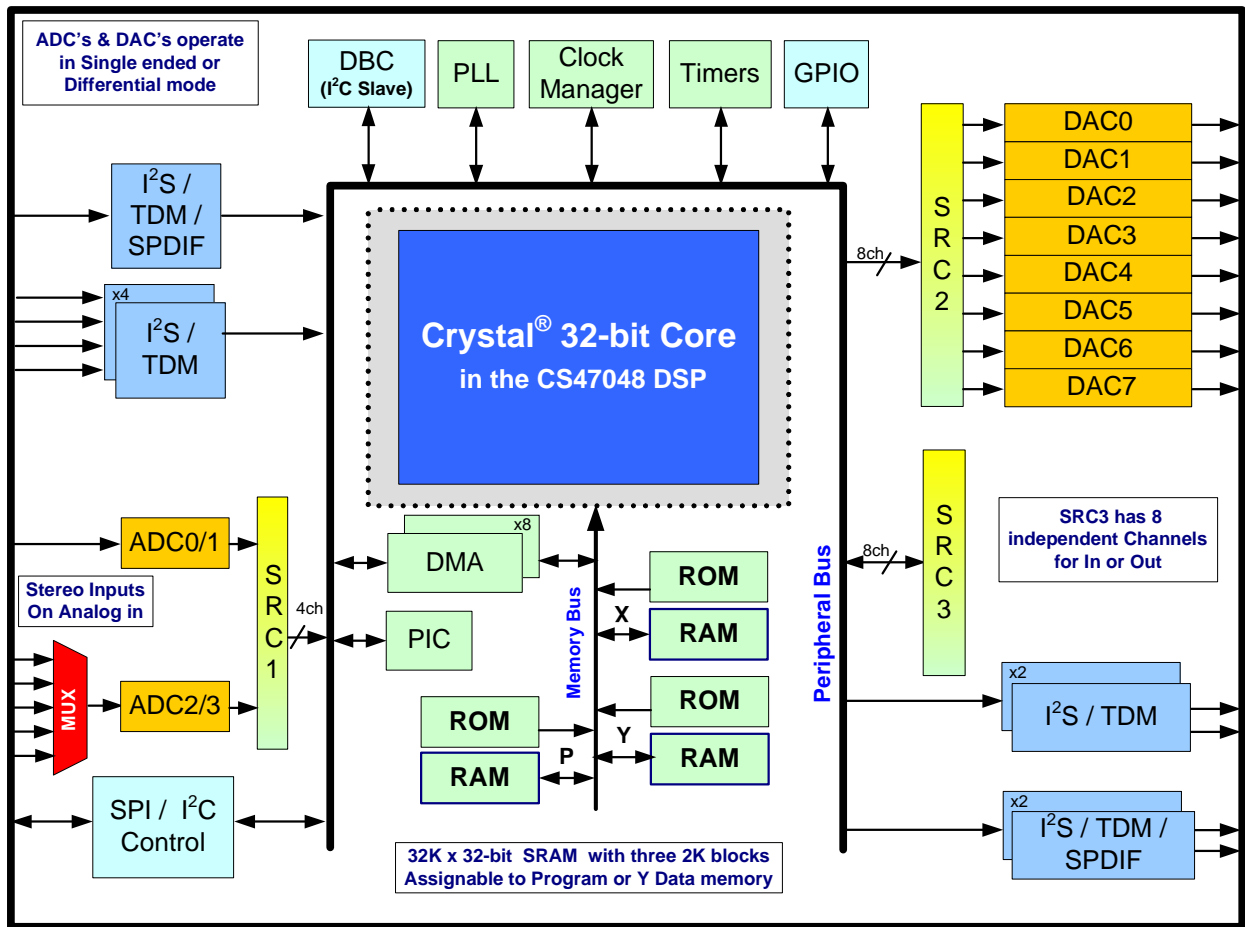 ADC's & DAC's operate
in Single ended or
Differential mode
DBC
(I²C Slave)
PLL
Clock
Manager
Timers
GPIO
I²S /
TDM /
SPDIF
x4
I²S /
TDM
Crystal® 32-bit Core
in the CS47048 DSP
8ch
S
R
C
2
DAC0
DAC1
DAC2
DAC3
DAC4
DAC5
DAC6
DAC7
ADC0/1
Stereo Inputs
On Analog in
MUX
ADC2/3
S
R
C
1
4ch
SPI / I²C
Control
x8
DMA
PIC
Memory Bus
ROM
X
RAM
ROM
Y
RAM
ROM
P
RAM
32K x 32-bit SRAM with three 2K blocks
Assignable to Program or Y Data memory
Peripheral Bus
8ch
S
R
C
3
SRC3 has 8
independent Channels
for In or Out
x2
I²S / TDM
x2
I²S / TDM /
SPDIF